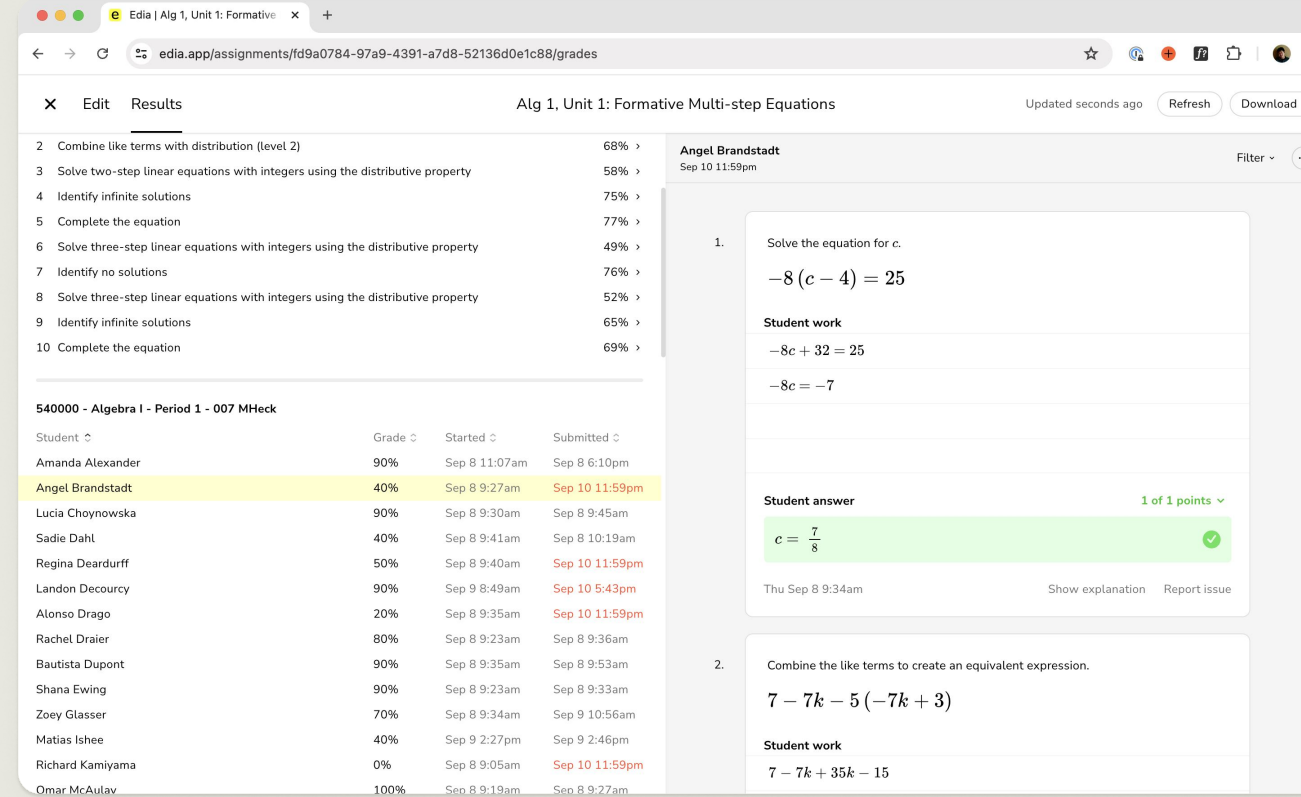 e Edia | Alg 1, Unit 1: Formative
edia.app/assignments/fd9a0784-97a9-4391-a7d8-52136d0e1c88/grades
Edit Results Alg 1, Unit 1: Formative Multi-step Equations Updated seconds ago Refresh Download
2 Combine like terms with distribution (level 2) 68%
3 Solve two-step linear equations with integers using the distributive property 58%
4 Identify infinite solutions 75%
5 Complete the equation 77%
6 Solve three-step linear equations with integers using the distributive property 49%
7 Identify no solutions 76%
8 Solve three-step linear equations with integers using the distributive property 52%
9 Identify infinite solutions 65%
10 Complete the equation 69%
540000 - Algebra I - Period 1 - 007 MHeck
Student Grade Started Submitted
Amanda Alexander 90% Sep 8 11:07am Sep 8 6:10pm
Angel Brandstadt 40% Sep 8 9:27am Sep 10 11:59pm
Lucia Choynowska 90% Sep 8 9:30am Sep 8 9:45am
Sadie Dahl 40% Sep 8 9:41am Sep 8 10:19am
Regina Deardurff 50% Sep 8 9:40am Sep 10 11:59pm
Landon Decourcy 90% Sep 9 8:49am Sep 10 5:43pm
Alonso Drago 20% Sep 8 9:35am Sep 10 11:59pm
Rachel Draier 80% Sep 8 9:23am Sep 8 9:36am
Bautista Dupont 90% Sep 8 9:35am Sep 8 9:53am
Shana Ewing 90% Sep 8 9:23am Sep 8 9:33am
Zoey Glasser 70% Sep 8 9:34am Sep 9 10:56am
Matias Ishee 40% Sep 9 2:27pm Sep 9 2:46pm
Richard Kamiyama 0% Sep 8 9:05am Sep 10 11:59pm
Omar McAulay 100% Sep 8 9:19am Sep 8 9:27am
Angel Brandstadt
Sep 10 11:59pm
Filter
1. Solve the equation for c.
−8 (c − 4) = 25
Student work
−8c + 32 = 25
−8c = −7
Student answer 1 of 1 points
c = 7/8
Thu Sep 8 9:34am Show explanation Report issue
2. Combine the like terms to create an equivalent expression.
7 − 7k − 5 (−7k + 3)
Student work
7 − 7k + 35k − 15